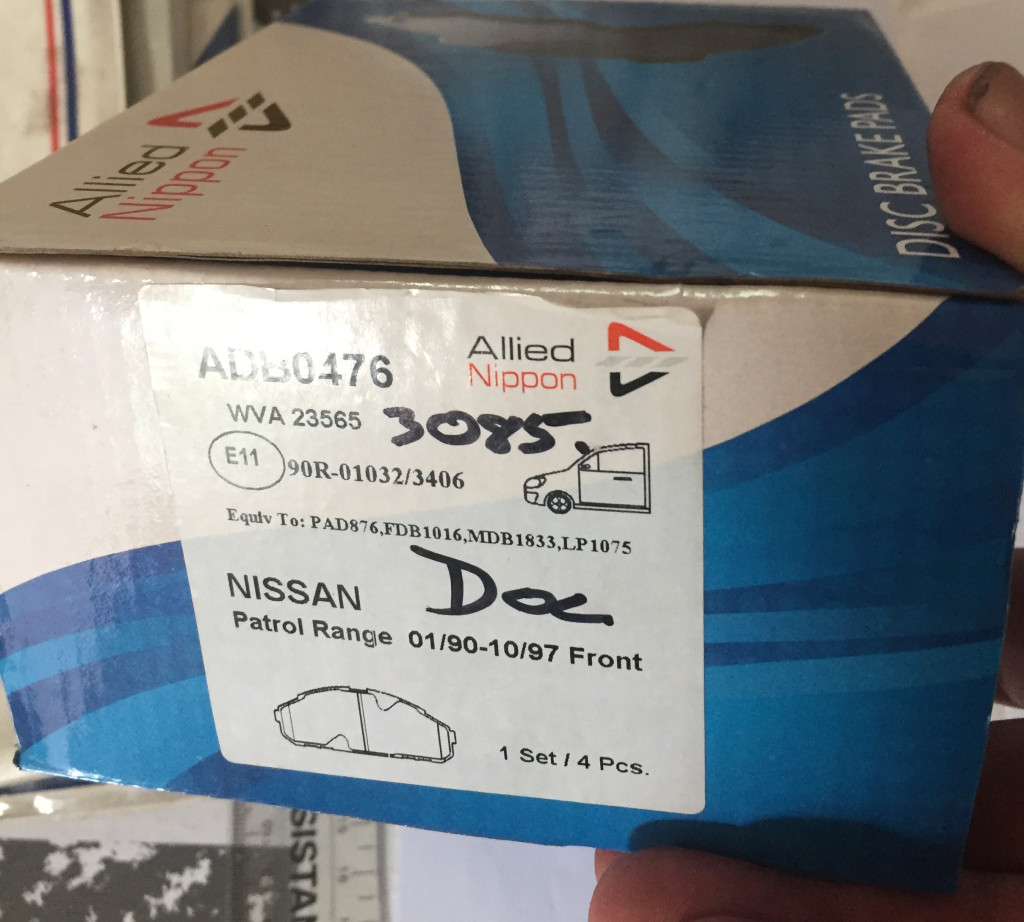 Allied
Nippon
DISC BRAKE PADS
ADB0476
Allied
Nippon
WVA 23565
3085
E11
90R-01032/3406
Equiv To: PAD876,FDB1016,MDB1833,LP1075
NISSAN
Patrol Range 01/90-10/97 Front
1 Set / 4 Pcs.
SISTA